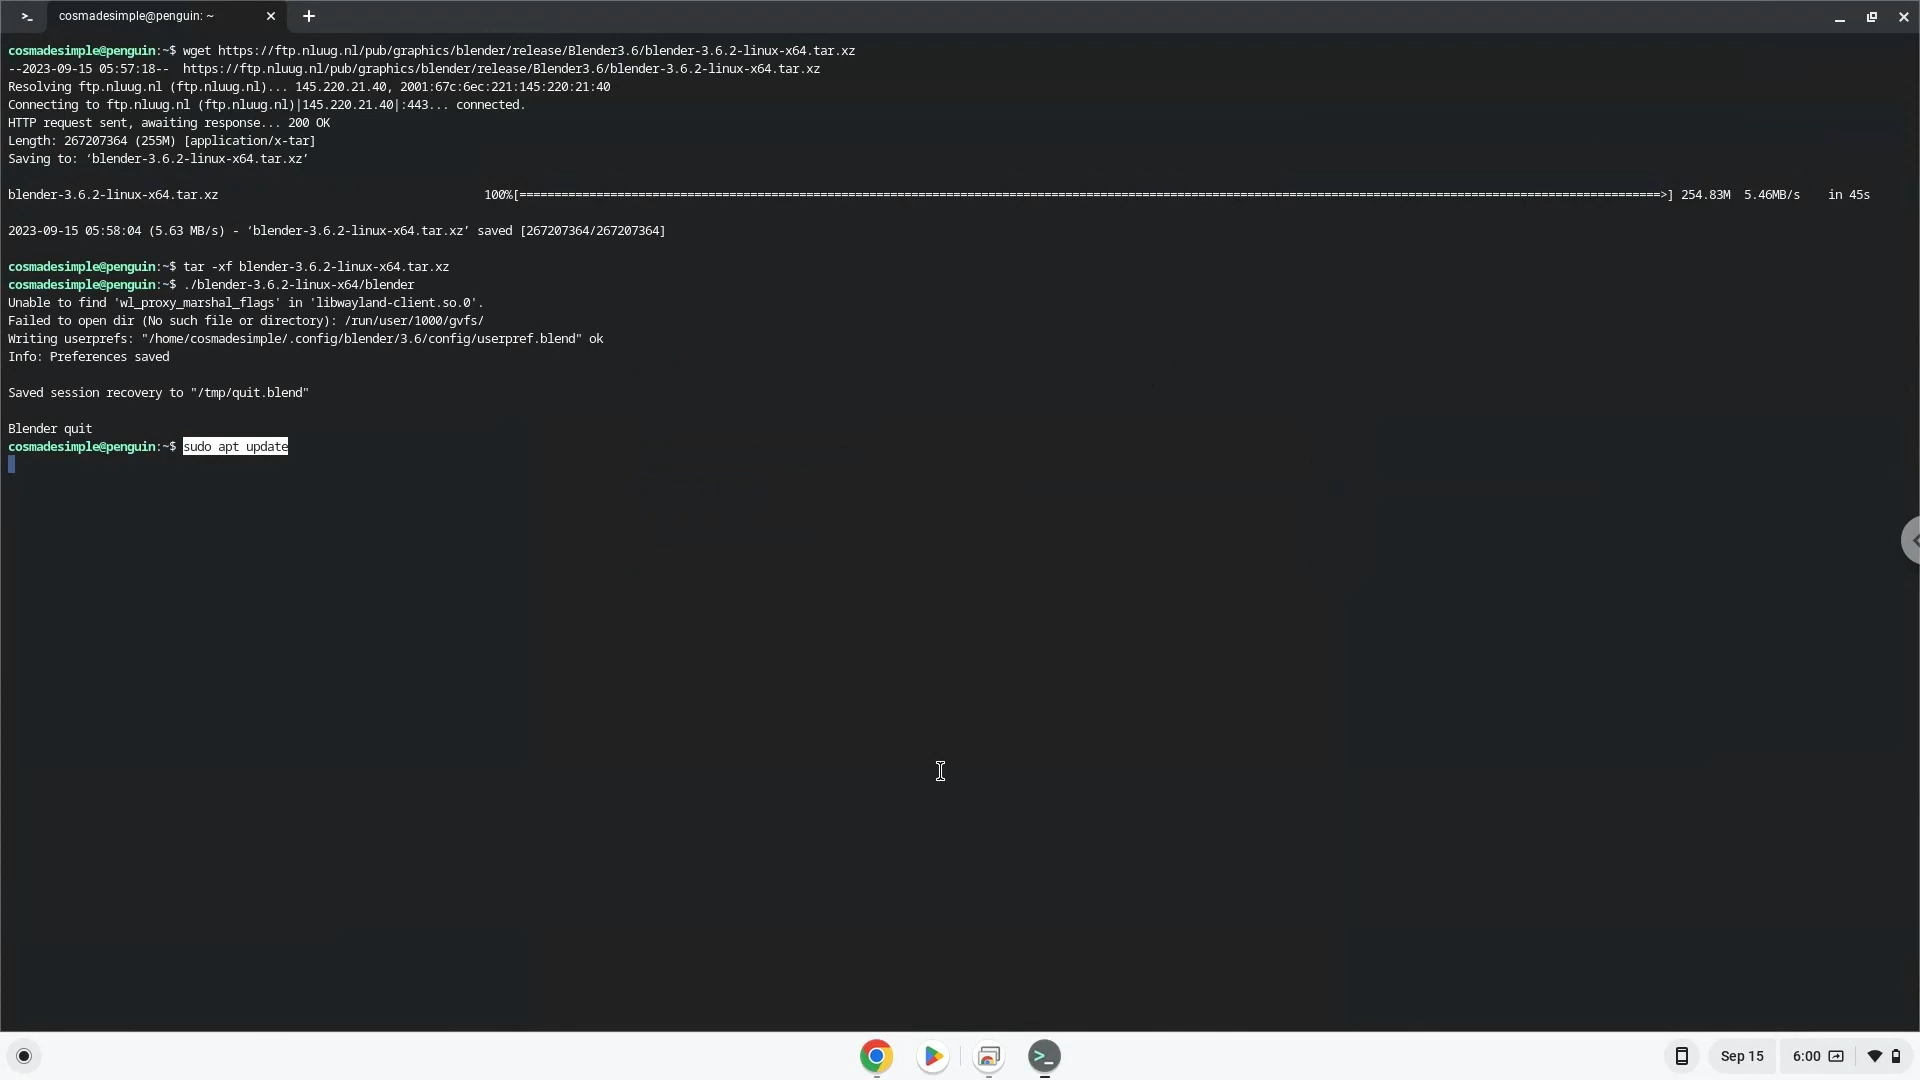 cosmadesimple@penguin: ~
cosmadesimple@penguin:~$ wget https://ftp.nluug.nl/pub/graphics/blender/release/Blender3.6/blender-3.6.2-linux-x64.tar.xz
--2023-09-15 05:57:18--  https://ftp.nluug.nl/pub/graphics/blender/release/Blender3.6/blender-3.6.2-linux-x64.tar.xz
Resolving ftp.nluug.nl (ftp.nluug.nl)... 145.220.21.40, 2001:67c:6ec:221:145:220:21:40
Connecting to ftp.nluug.nl (ftp.nluug.nl)|145.220.21.40|:443... connected.
HTTP request sent, awaiting response... 200 OK
Length: 267207364 (255M) [application/x-tar]
Saving to: ‘blender-3.6.2-linux-x64.tar.xz’
blender-3.6.2-linux-x64.tar.xz 100%[===================================================================================================================================================================>] 254.83M 5.46MB/s in 45s
2023-09-15 05:58:04 (5.63 MB/s) - ‘blender-3.6.2-linux-x64.tar.xz’ saved [267207364/267207364]
cosmadesimple@penguin:~$ tar -xf blender-3.6.2-linux-x64.tar.xz
cosmadesimple@penguin:~$ ./blender-3.6.2-linux-x64/blender
Unable to find 'wl_proxy_marshal_flags' in 'libwayland-client.so.0'.
Failed to open dir (No such file or directory): /run/user/1000/gvfs/
Writing userprefs: "/home/cosmadesimple/.config/blender/3.6/config/userpref.blend" ok
Info: Preferences saved
Saved session recovery to "/tmp/quit.blend"
Blender quit
cosmadesimple@penguin:~$ sudo apt update
Sep 15 6:00